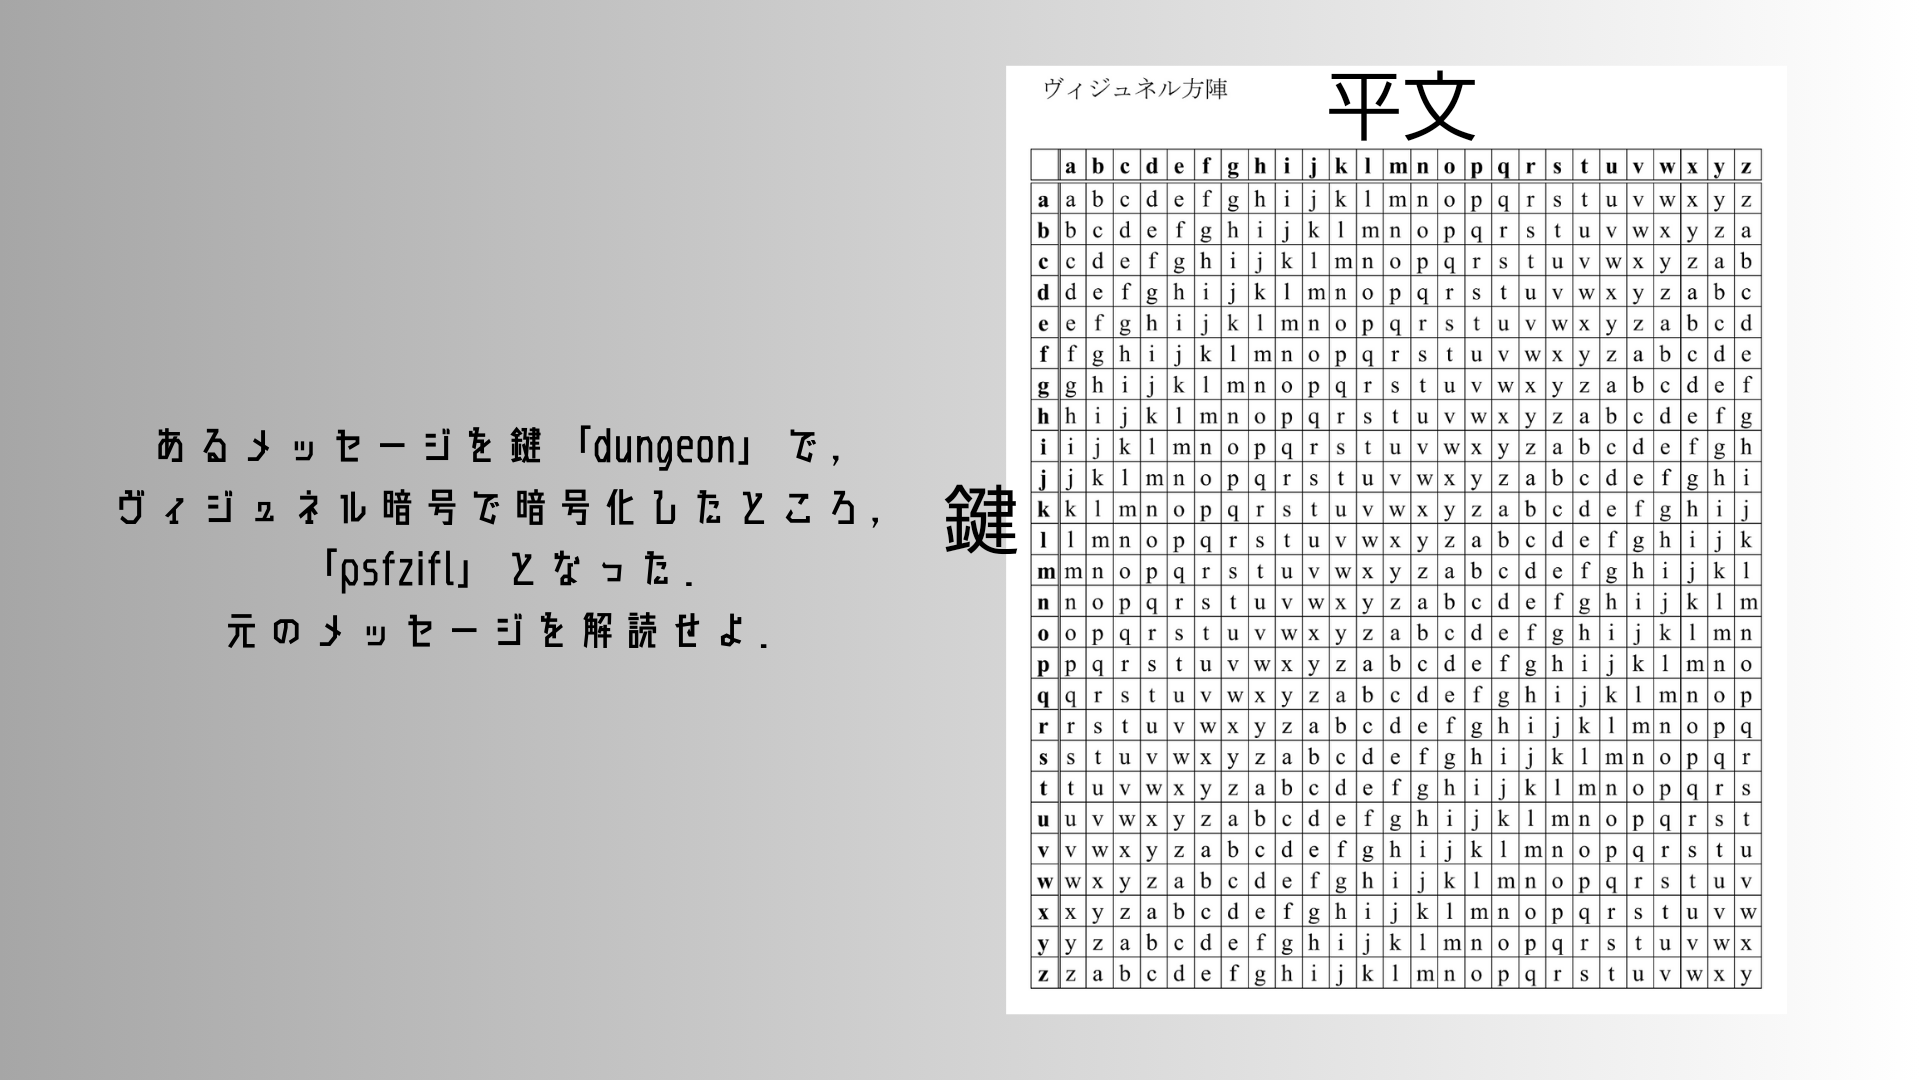 あるメッセージを鍵「dungeon」で,
ヴィジュネル暗号で暗号化したところ,
「psfzifl」となった.
元のメッセージを解読せよ.
ヴィジュネル方陣
平文
鍵
a b c d e f g h i j k l m n o p q r s t u v w x y z
a a b c d e f g h i j k l m n o p q r s t u v w x y z
b b c d e f g h i j k l m n o p q r s t u v w x y z a
c c d e f g h i j k l m n o p q r s t u v w x y z a b
d d e f g h i j k l m n o p q r s t u v w x y z a b c
e e f g h i j k l m n o p q r s t u v w x y z a b c d
f f g h i j k l m n o p q r s t u v w x y z a b c d e
g g h i j k l m n o p q r s t u v w x y z a b c d e f
h h i j k l m n o p q r s t u v w x y z a b c d e f g
i i j k l m n o p q r s t u v w x y z a b c d e f g h
j j k l m n o p q r s t u v w x y z a b c d e f g h i
k k l m n o p q r s t u v w x y z a b c d e f g h i j
l l m n o p q r s t u v w x y z a b c d e f g h i j k
m m n o p q r s t u v w x y z a b c d e f g h i j k l
n n o p q r s t u v w x y z a b c d e f g h i j k l m
o o p q r s t u v w x y z a b c d e f g h i j k l m n
p p q r s t u v w x y z a b c d e f g h i j k l m n o
q q r s t u v w x y z a b c d e f g h i j k l m n o p
r r s t u v w x y z a b c d e f g h i j k l m n o p q
s s t u v w x y z a b c d e f g h i j k l m n o p q r
t t u v w x y z a b c d e f g h i j k l m n o p q r s
u u v w x y z a b c d e f g h i j k l m n o p q r s t
v v w x y z a b c d e f g h i j k l m n o p q r s t u
w w x y z a b c d e f g h i j k l m n o p q r s t u v
x x y z a b c d e f g h i j k l m n o p q r s t u v w
y y z a b c d e f g h i j k l m n o p q r s t u v w x
z z a b c d e f g h i j k l m n o p q r s t u v w x y